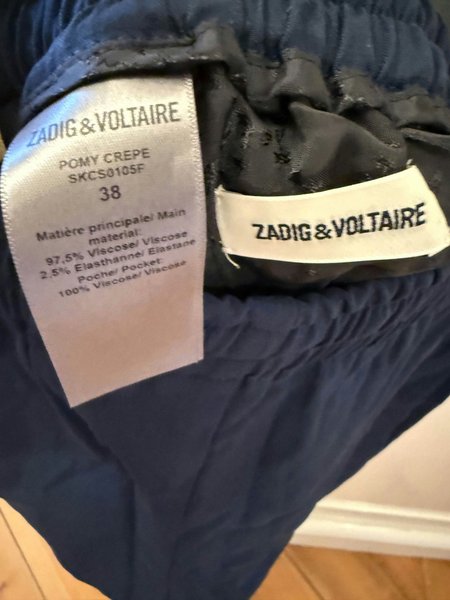 ZADIG & VOLTAIRE
POMY CREPE
SKCS0105F
38
Matière principale/ Main
material:
97,5% Viscose/ Viscose
2,5% Elasthanne/ Elastane
Poche/ Pocket:
100% Viscose/ Viscose
ZADIG & VOLTAIRE